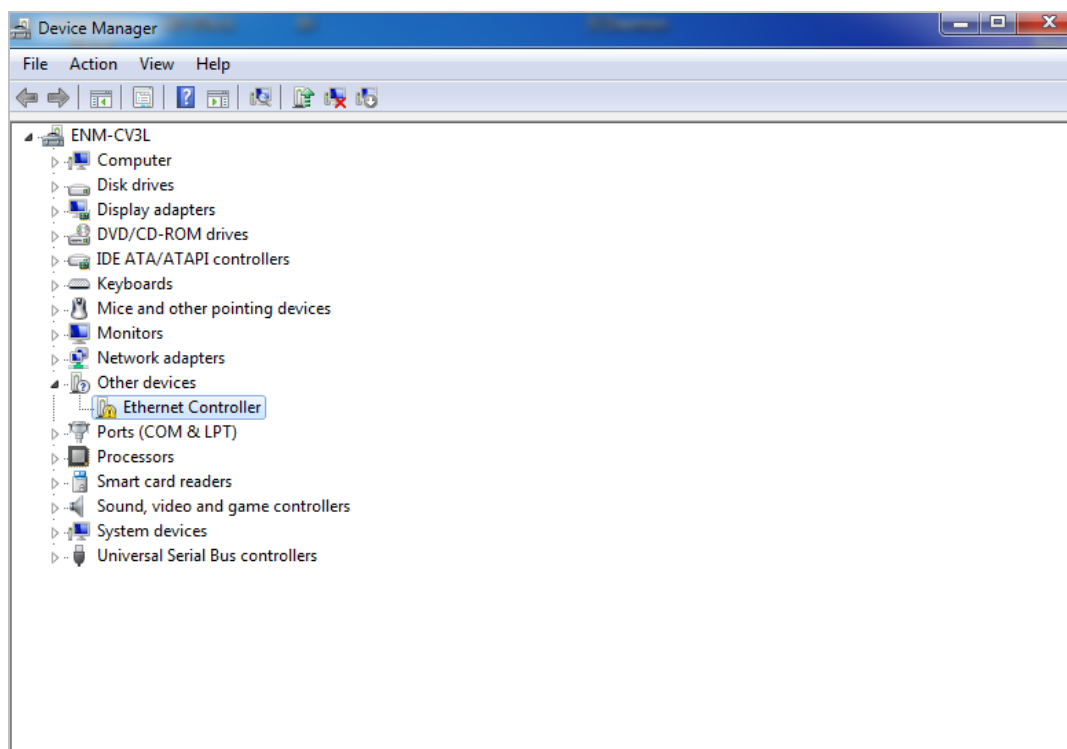 Device Manager
File Action View Help
ENM-CV3L
Computer
Disk drives
Display adapters
DVD/CD-ROM drives
IDE ATA/ATAPI controllers
Keyboards
Mice and other pointing devices
Monitors
Network adapters
Other devices
Ethernet Controller
Ports (COM & LPT)
Processors
Smart card readers
Sound, video and game controllers
System devices
Universal Serial Bus controllers